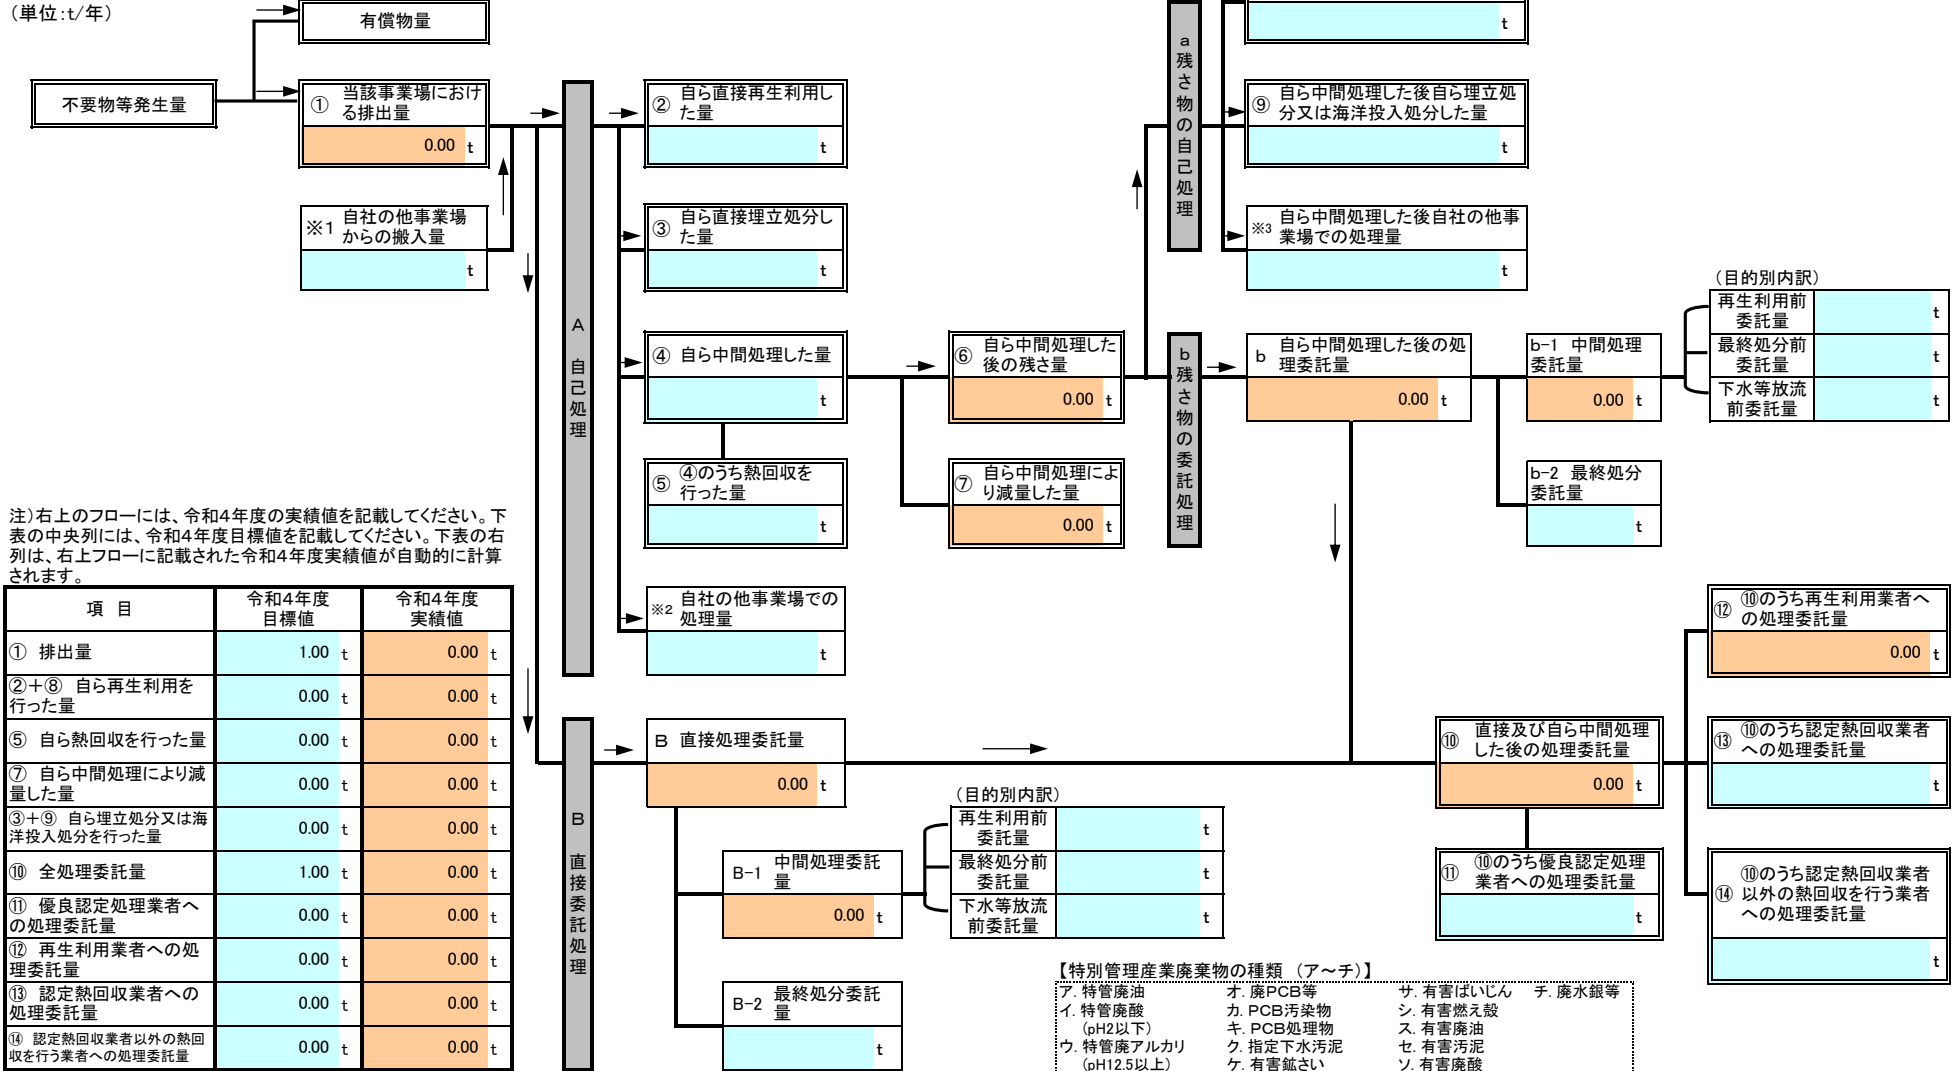 （単位：t/年）
有償物量
不要物等発生量
① 当該事業場におけ
る排出量
0.00 t
※1 自社の他事業場
からの搬入量
t
A 自己処理
② 自ら直接再生利用し
た量
t
③ 自ら直接埋立処分し
た量
t
④ 自ら中間処理した量
t
⑤ ④のうち熱回収を
行った量
t
※2 自社の他事業場での
処理量
t
⑥ 自ら中間処理した
後の残さ量
0.00 t
⑦ 自ら中間処理によ
り減量した量
0.00 t
a 残さ物の自己処理
t
⑨ 自ら中間処理した後自ら埋立処
分又は海洋投入処分した量
t
※3 自ら中間処理した後自社の他事
業場での処理量
t
b 残さ物の委託処理
b 自ら中間処理した後の処
理委託量
0.00 t
b-1 中間処理
委託量
0.00 t
b-2 最終処分
委託量
t
（目的別内訳）
再生利用前
委託量
t
最終処分前
委託量
t
下水等放流
前委託量
t
注）右上のフローには、令和4年度の実績値を記載してください。下
表の中央列には、令和4年度目標値を記載してください。下表の右
列は、右上フローに記載された令和4年度実績値が自動的に計算
されます。
項 目 令和4年度 令和4年度
目標値 実績値
① 排出量 1.00 t 0.00 t
②＋⑧ 自ら再生利用を
行った量 0.00 t 0.00 t
⑤ 自ら熱回収を行った量 0.00 t 0.00 t
⑦ 自ら中間処理により減
量した量 0.00 t 0.00 t
③＋⑨ 自ら埋立処分又は海
洋投入処分を行った量 0.00 t 0.00 t
⑩ 全処理委託量 1.00 t 0.00 t
⑪ 優良認定処理業者へ
の処理委託量 0.00 t 0.00 t
⑫ 再生利用業者への処
理委託量 0.00 t 0.00 t
⑬ 認定熱回収業者への
処理委託量 0.00 t 0.00 t
⑭ 認定熱回収業者以外の熱回
収を行う業者への処理委託量 0.00 t 0.00 t
B 直接委託処理
B 直接処理委託量
0.00 t
B-1 中間処理委託
量
0.00 t
B-2 最終処分委託
量
t
（目的別内訳）
再生利用前
委託量
t
最終処分前
委託量
t
下水等放流
前委託量
t
⑩ 直接及び自ら中間処理
した後の処理委託量
0.00 t
⑪ ⑩のうち優良認定処理
業者への処理委託量
t
⑫ ⑩のうち再生利用業者へ
の処理委託量
0.00 t
⑬ ⑩のうち認定熱回収業者
への処理委託量
t
⑭ ⑩のうち認定熱回収業者
以外の熱回収を行う業者
への処理委託量
t
【特別管理産業廃棄物の種類 （ア～チ）】
ア. 特管廃油 オ. 廃PCB等 サ. 有害ばいじん チ. 廃水銀等
イ. 特管廃酸 カ. PCB汚染物 シ. 有害燃え殻
（pH2以下） キ. PCB処理物 ス. 有害廃油
ウ. 特管廃アルカリ ク. 指定下水汚泥 セ. 有害汚泥
（pH12.5以上） ケ. 有害鉱さい ソ. 有害廃酸